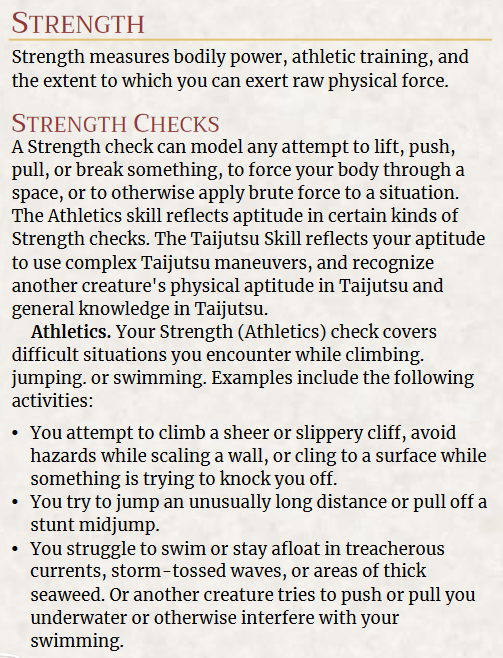 STRENGTH
Strength measures bodily power, athletic training, and
the extent to which you can exert raw physical force.
STRENGTH CHECKS
A Strength check can model any attempt to lift, push,
pull, or break something, to force your body through a
space, or to otherwise apply brute force to a situation.
The Athletics skill reflects aptitude in certain kinds of
Strength checks. The Taijutsu Skill reflects your aptitude
to use complex Taijutsu maneuvers, and recognize
another creature's physical aptitude in Taijutsu and
general knowledge in Taijutsu.
Athletics. Your Strength (Athletics) check covers
difficult situations you encounter while climbing.
jumping. or swimming. Examples include the following
activities:
• You attempt to climb a sheer or slippery cliff, avoid
hazards while scaling a wall, or cling to a surface while
something is trying to knock you off.
• You try to jump an unusually long distance or pull off a
stunt midjump.
• You struggle to swim or stay afloat in treacherous
currents, storm-tossed waves, or areas of thick
seaweed. Or another creature tries to push or pull you
underwater or otherwise interfere with your
swimming.